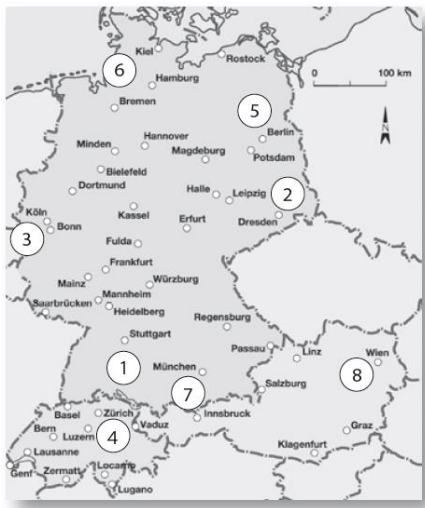 Kiel
Rostock
6
Hamburg
0 100 km
Bremen
5
N
Berlin
Hannover
Minden
Magdeburg
Potsdam
Bielefeld
Dortmund
Halle
Leipzig
2
Kassel
Erfurt
Dresden
Köln
3
Bonn
Fulda
Frankfurt
Mainz
Würzburg
Mannheim
Saarbrücken
Heidelberg
Regensburg
Stuttgart
Passau
Linz
Wien
1
München
8
7
Salzburg
Basel
Zürich
Innsbruck
Bern
Luzern
4
Vaduz
Graz
Lausanne
Klagenfurt
Genf
Zermatt
Locarno
Lugano